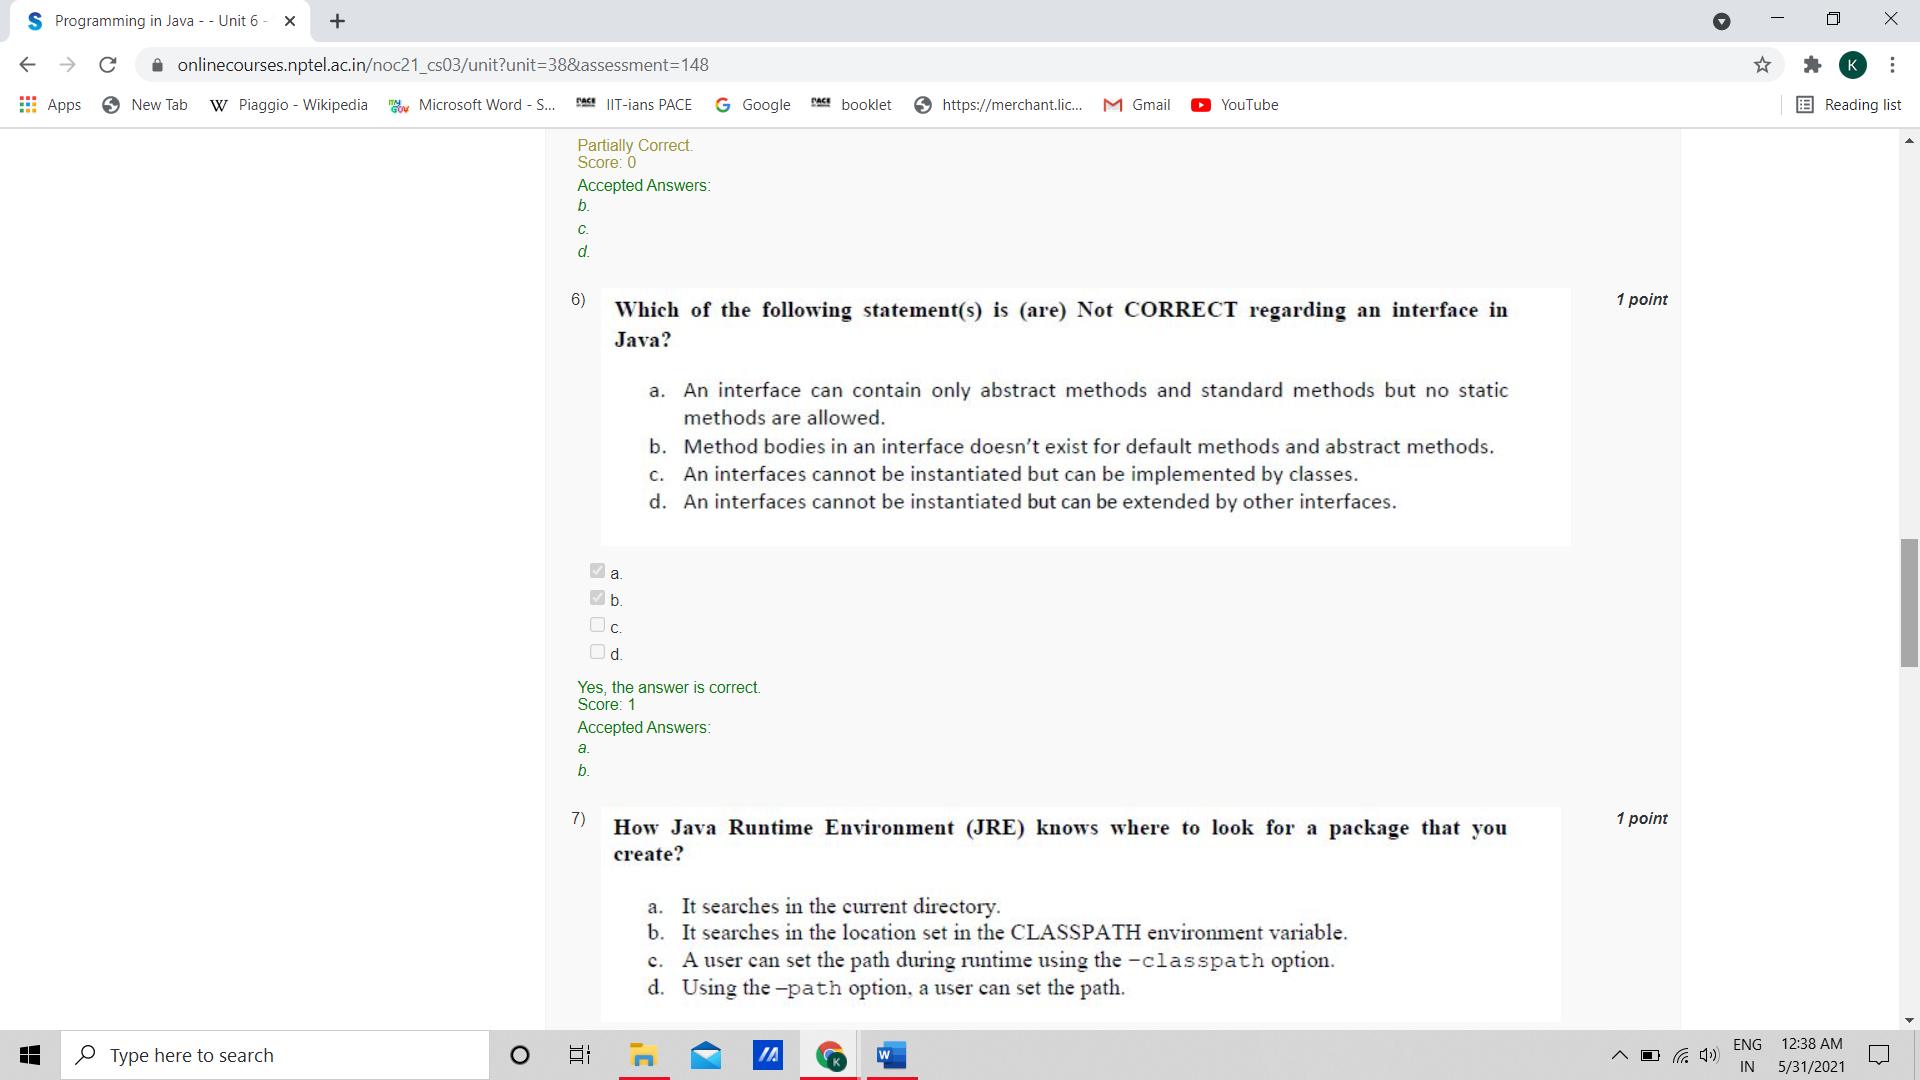 Programming in Java - - Unit 6 -
onlinecourses.nptel.ac.in/noc21_cs03/unit?unit=38&assessment=148
K
Apps New Tab W Piaggio - Wikipedia Microsoft Word - S... PACE IIT-ians PACE G Google PACE booklet https://merchant.lic... Gmail YouTube Reading list
Partially Correct.
Score: 0
Accepted Answers:
b.
c.
d.
6) 1 point
Which of the following statement(s) is (are) Not CORRECT regarding an interface in
Java?
a. An interface can contain only abstract methods and standard methods but no static
methods are allowed.
b. Method bodies in an interface doesn't exist for default methods and abstract methods.
c. An interfaces cannot be instantiated but can be implemented by classes.
d. An interfaces cannot be instantiated but can be extended by other interfaces.
a.
b.
c.
d.
Yes, the answer is correct.
Score: 1
Accepted Answers:
a.
b.
7) 1 point
How Java Runtime Environment (JRE) knows where to look for a package that you
create?
a. It searches in the current directory.
b. It searches in the location set in the CLASSPATH environment variable.
c. A user can set the path during runtime using the –classpath option.
d. Using the –path option, a user can set the path.
Type here to search
ENG 12:38 AM
IN 5/31/2021